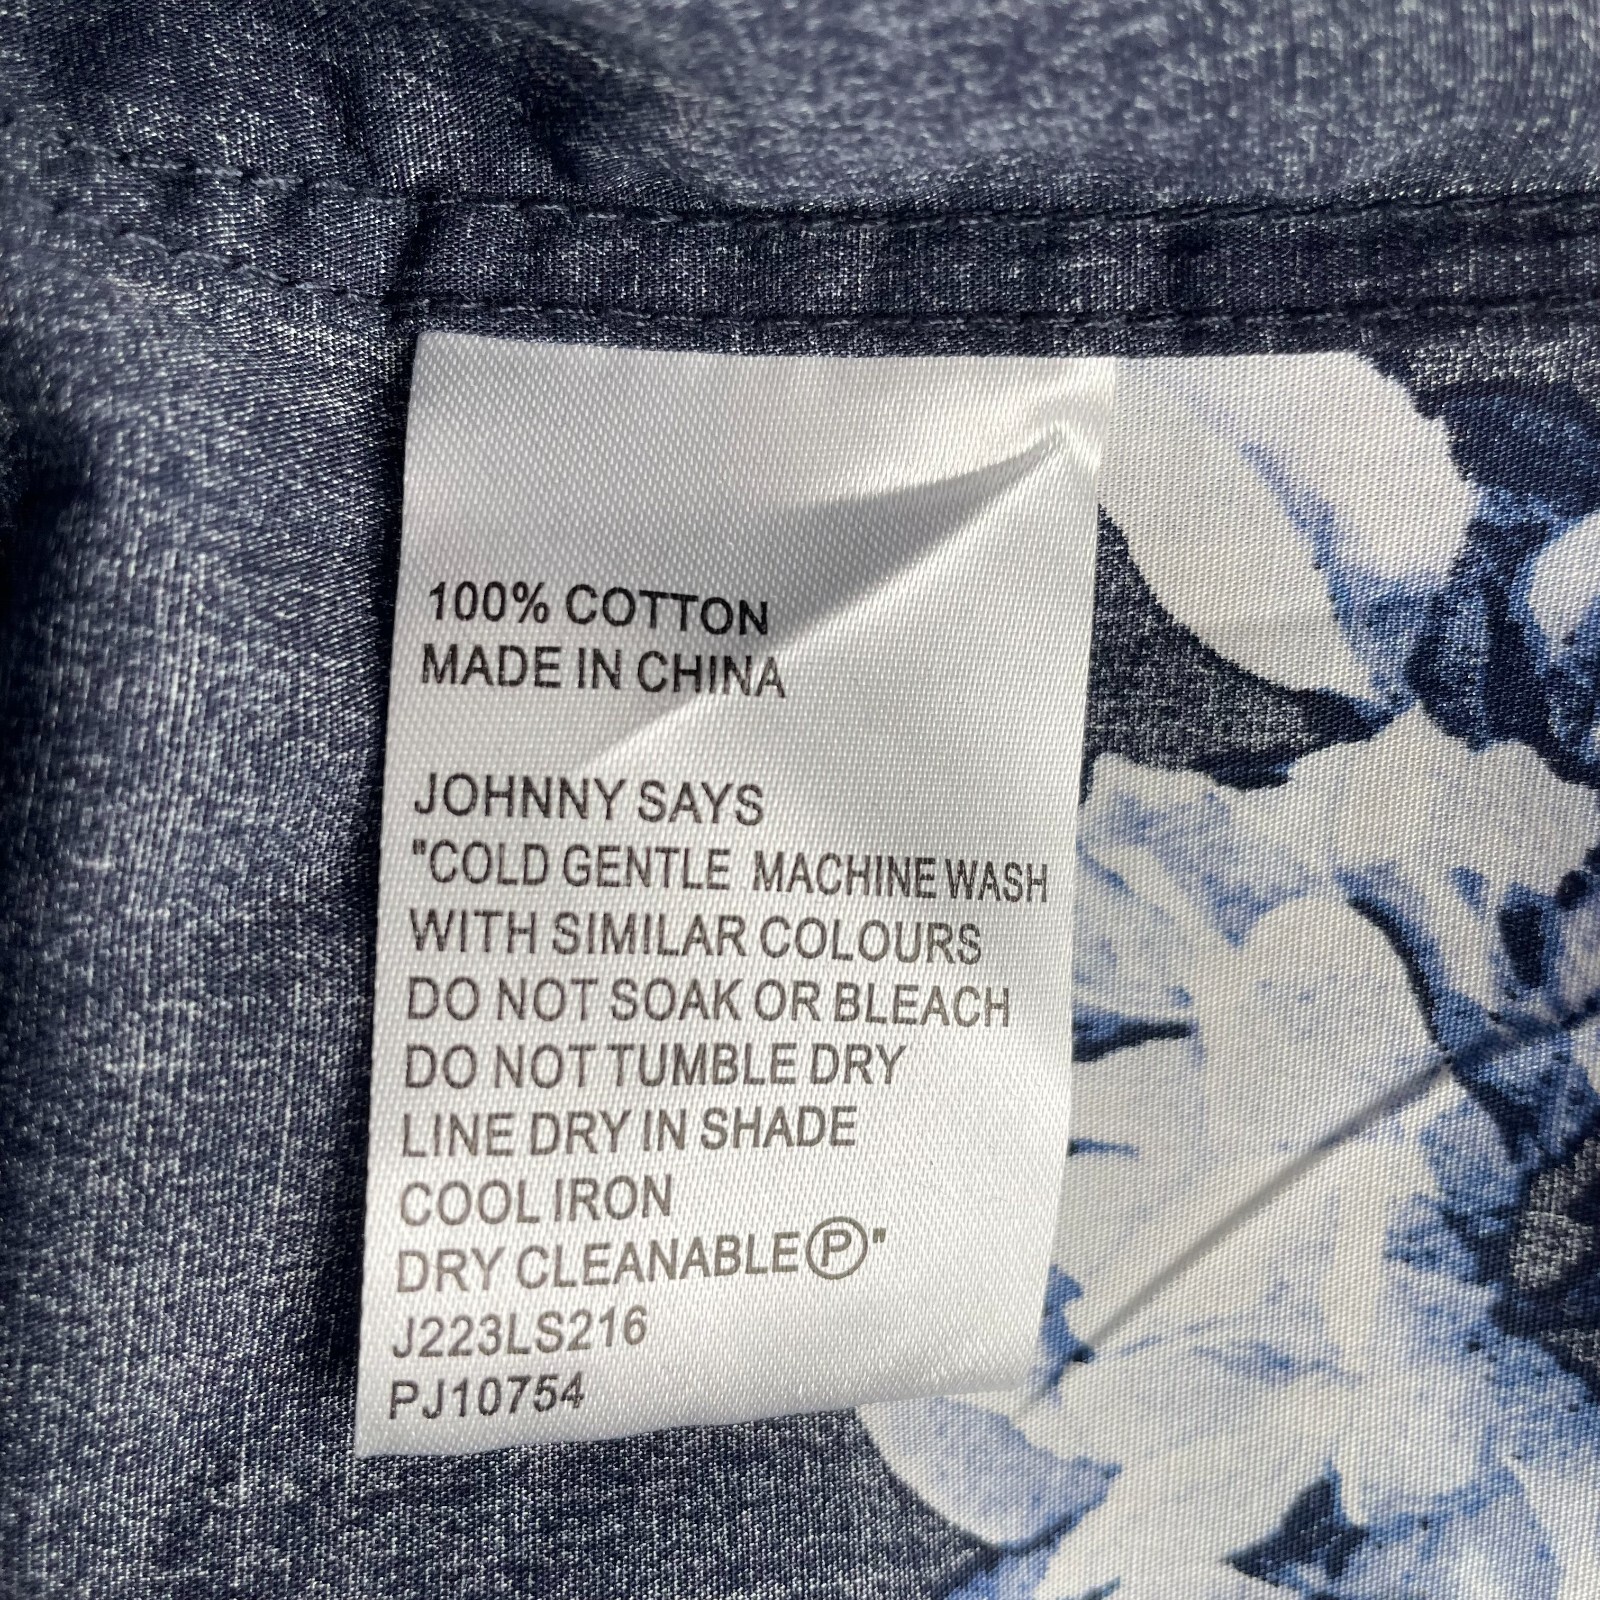 100% COTTON
MADE IN CHINA
JOHNNY SAYS
"COLD GENTLE MACHINE WASH
WITH SIMILAR COLOURS
DO NOT SOAK OR BLEACH
DO NOT TUMBLE DRY
LINE DRY IN SHADE
COOL IRON
DRY CLEANABLE Ⓟ"
J223LS216
PJ10754